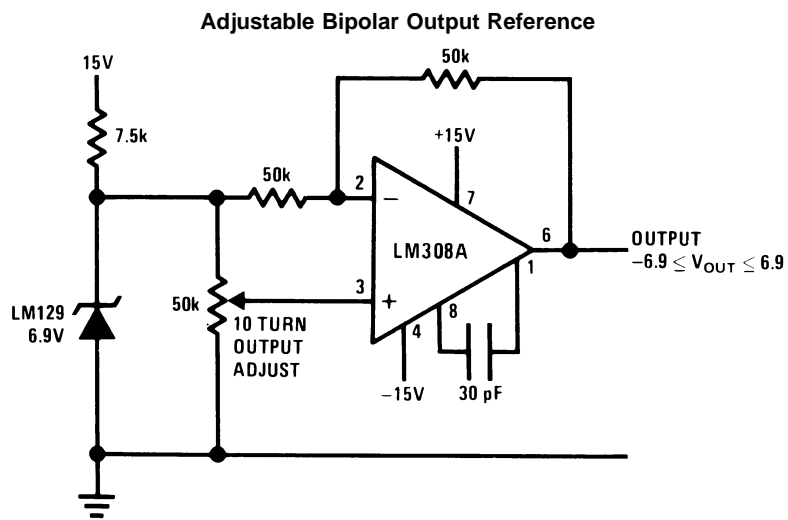 Adjustable Bipolar Output Reference
15V
50k
7.5k
+15V
50k
2
−
7
6
OUTPUT
−6.9 ≤ VOUT ≤ 6.9
LM308A
1
3
+
50k
LM129
6.9V
10 TURN
OUTPUT
ADJUST
8
4
−15V
30 pF